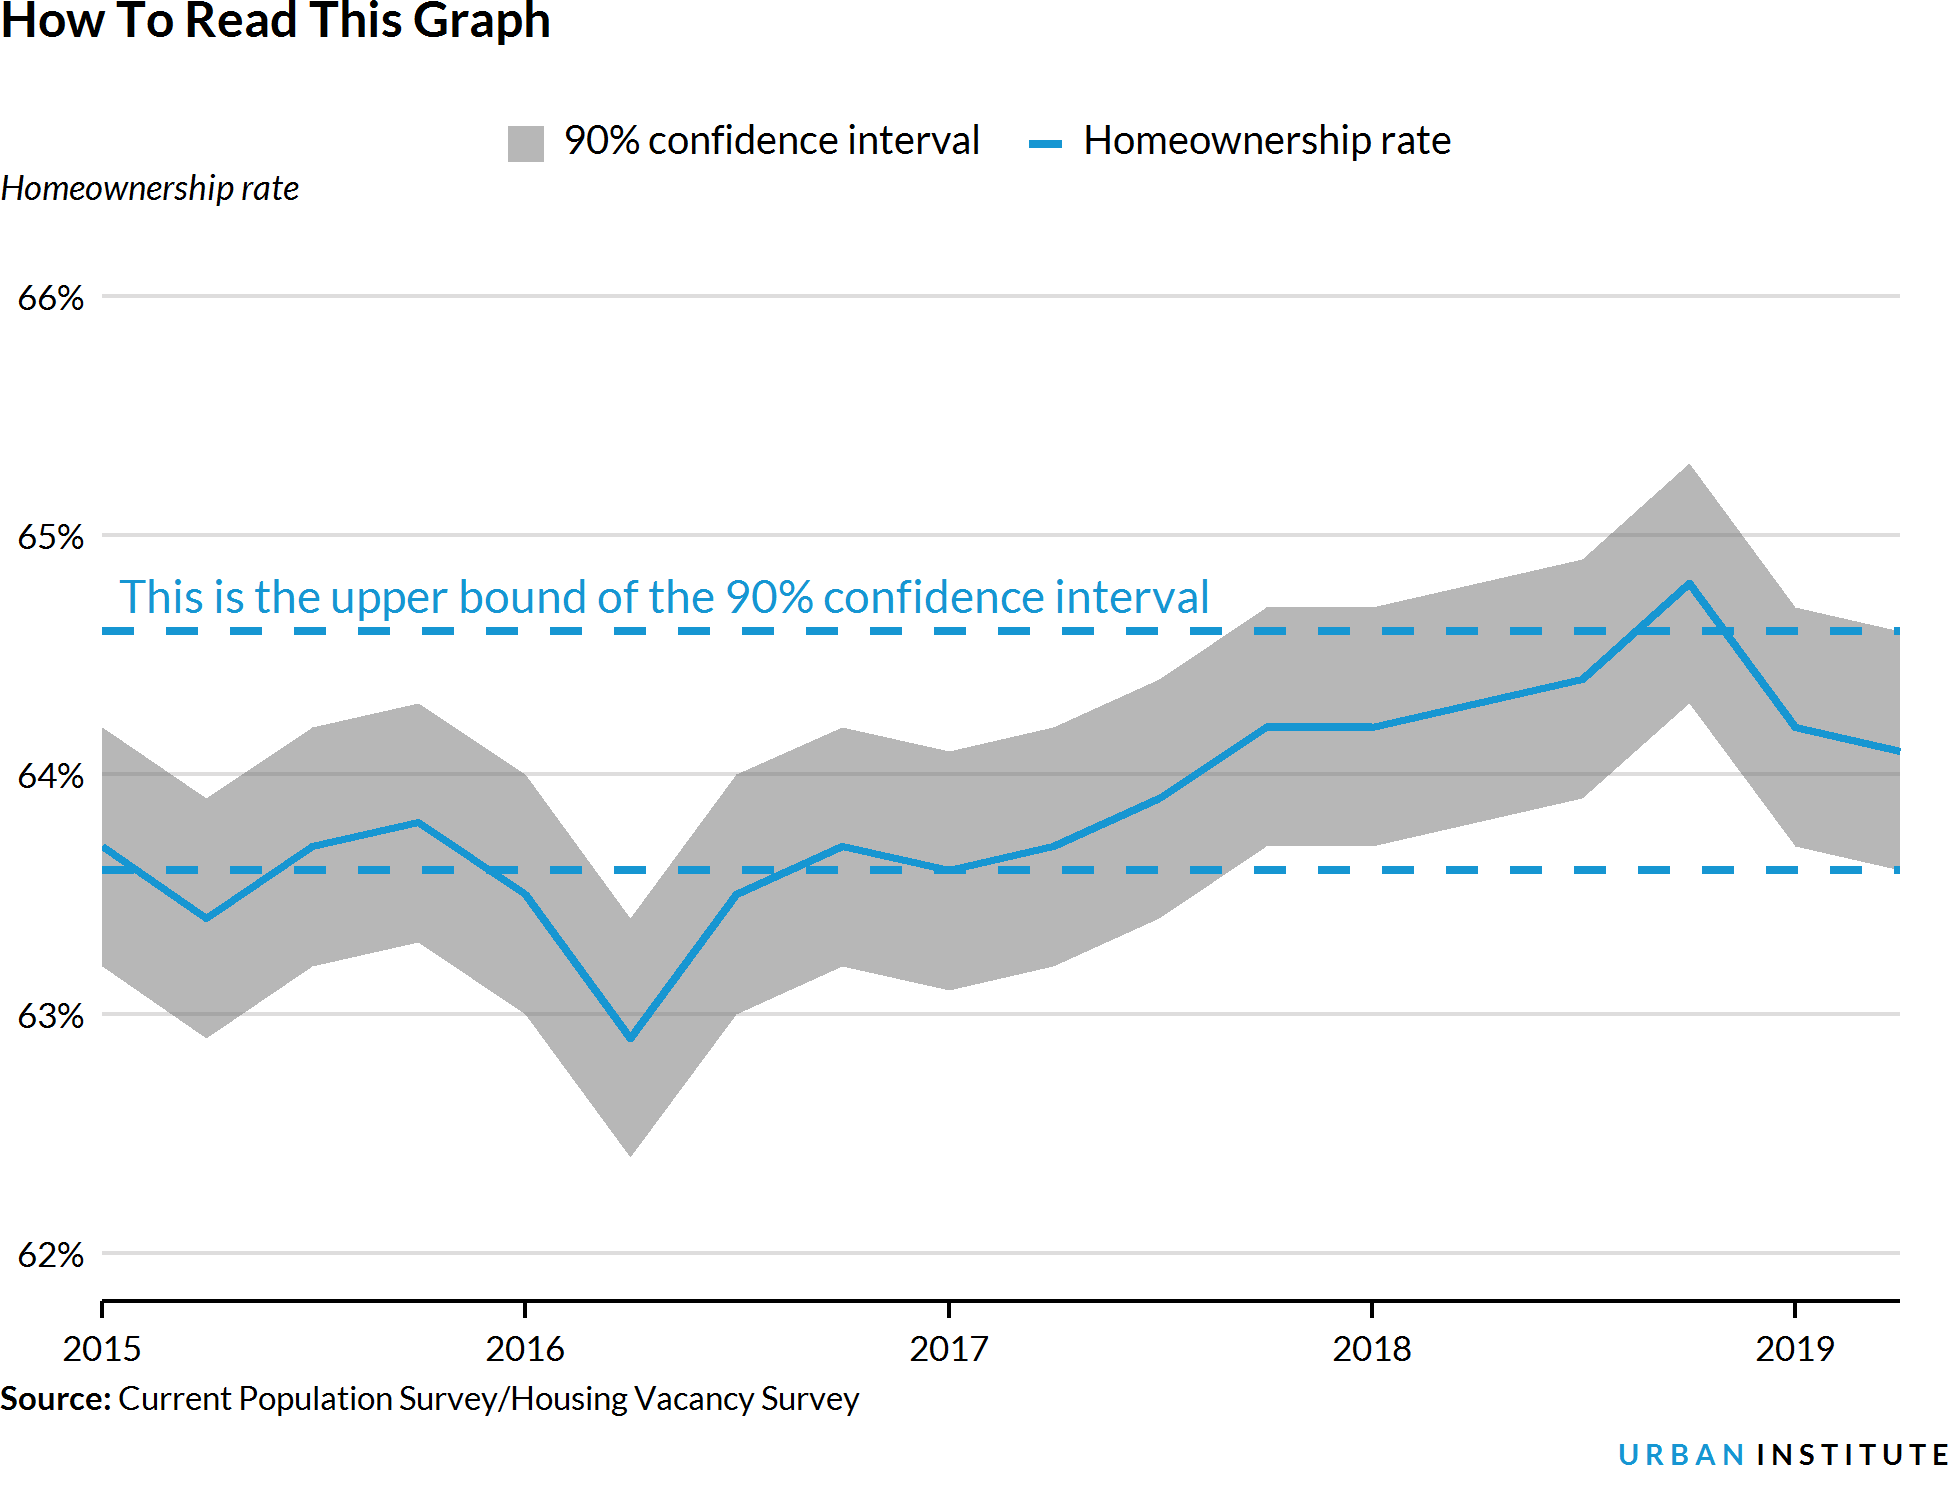 How To Read This Graph
90% confidence interval Homeownership rate
Homeownership rate
66%
65%
This is the upper bound of the 90% confidence interval
64%
63%
62%
2015 2016 2017 2018 2019
Source: Current Population Survey/Housing Vacancy Survey
URBAN INSTITUTE